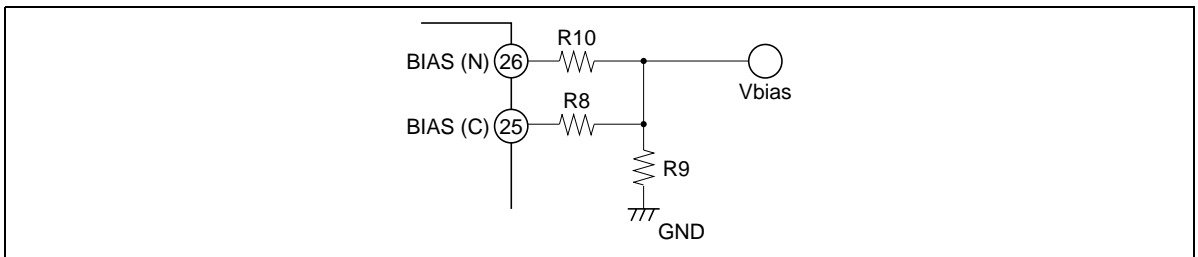 R10
BIAS (N) 26
Vbias
R8
BIAS (C) 25
R9
GND